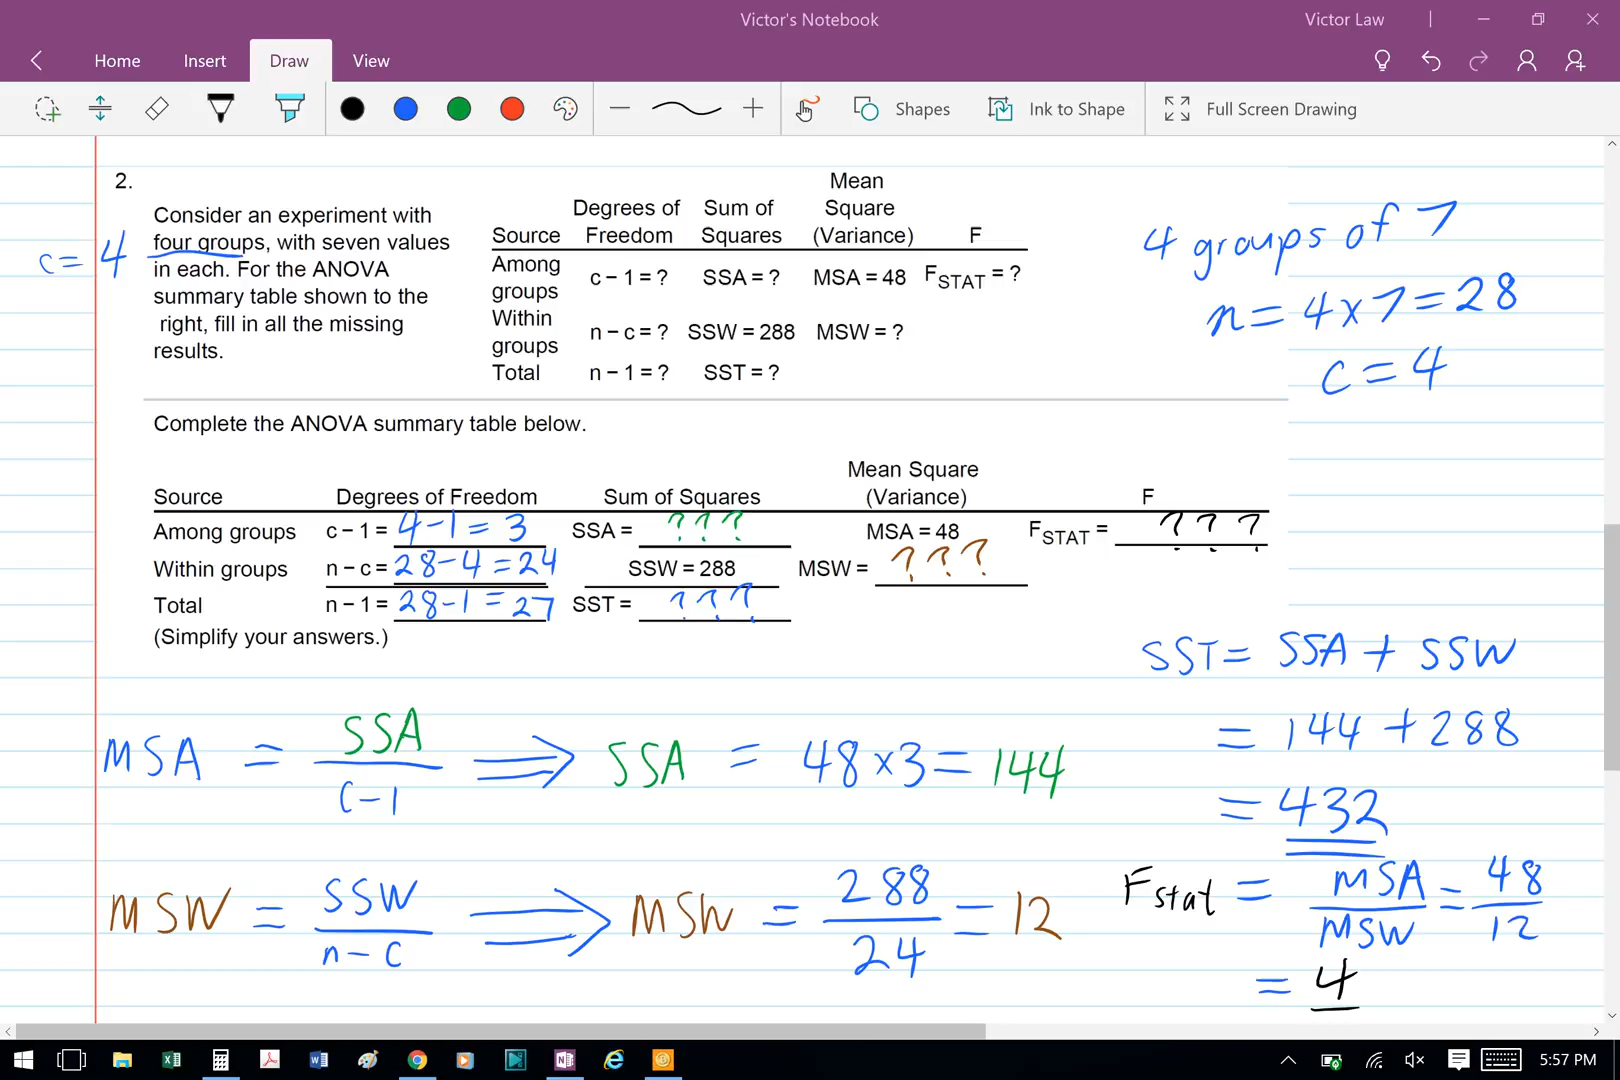 Victor's Notebook
Victor Law
Home Insert Draw View
Shapes Ink to Shape Full Screen Drawing
2.
Consider an experiment with
four groups, with seven values
in each. For the ANOVA
summary table shown to the
right, fill in all the missing
results.
c = 4
Mean
Degrees of Sum of Square
Source Freedom Squares (Variance) F
Among
groups c − 1 = ? SSA = ? MSA = 48 FSTAT = ?
Within
groups n − c = ? SSW = 288 MSW = ?
Total n − 1 = ? SST = ?
4 groups of 7
n = 4 x 7 = 28
c = 4
Complete the ANOVA summary table below.
Mean Square
Source Degrees of Freedom Sum of Squares (Variance) F
Among groups c − 1 = 4 − 1 = 3 SSA = ??? MSA = 48 FSTAT = ???
Within groups n − c = 28 − 4 = 24 SSW = 288 MSW = ???
Total n − 1 = 28 − 1 = 27 SST = ???
(Simplify your answers.)
SST = SSA + SSW
= 144 + 288
= 432
MSA = SSA / c − 1 ⟹ SSA = 48 x 3 = 144
MSW = SSW / n − c ⟹ MSW = 288 / 24 = 12
Fstat = MSA / MSW = 48 / 12
= 4
5:57 PM